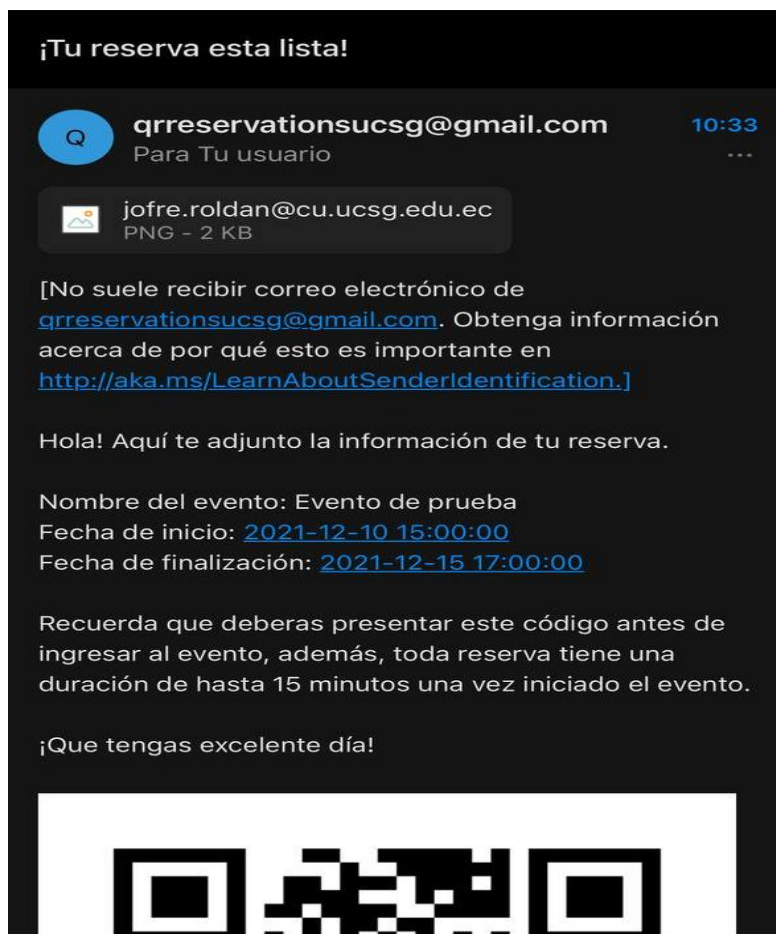 ¡Tu reserva esta lista!
Q
qrreservationsucsg@gmail.com
10:33
Para Tu usuario
...
jofre.roldan@cu.ucsg.edu.ec
PNG - 2 KB
[No suele recibir correo electrónico de
qrreservationsucsg@gmail.com. Obtenga información
acerca de por qué esto es importante en
http://aka.ms/LearnAboutSenderIdentification.]
Hola! Aquí te adjunto la información de tu reserva.
Nombre del evento: Evento de prueba
Fecha de inicio: 2021-12-10 15:00:00
Fecha de finalización: 2021-12-15 17:00:00
Recuerda que deberas presentar este código antes de
ingresar al evento, además, toda reserva tiene una
duración de hasta 15 minutos una vez iniciado el evento.
¡Que tengas excelente día!